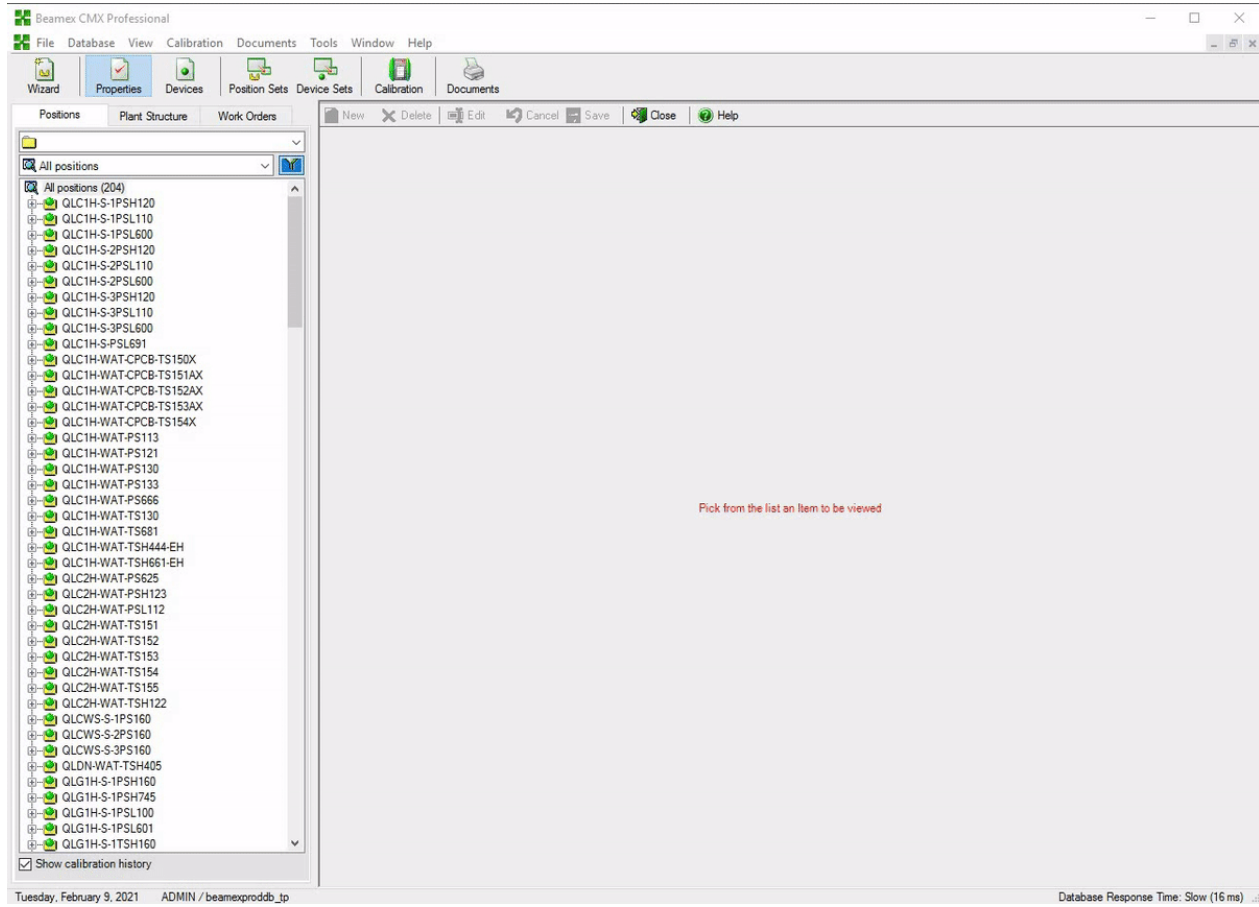 Beamex CMX Professional
File Database View Calibration Documents Tools Window Help
Wizard Properties Devices Position Sets Device Sets Calibration Documents
Positions Plant Structure Work Orders
New Delete Edit Cancel Save Close Help
All positions
All positions (204)
QLC1H-S-1PSH120
QLC1H-S-1PSL110
QLC1H-S-1PSL600
QLC1H-S-2PSH120
QLC1H-S-2PSL110
QLC1H-S-2PSL600
QLC1H-S-3PSH120
QLC1H-S-3PSL110
QLC1H-S-3PSL600
QLC1H-S-PSL691
QLC1H-WAT-CPCB-TS150X
QLC1H-WAT-CPCB-TS151AX
QLC1H-WAT-CPCB-TS152AX
QLC1H-WAT-CPCB-TS153AX
QLC1H-WAT-CPCB-TS154X
QLC1H-WAT-PS113
QLC1H-WAT-PS121
QLC1H-WAT-PS130
QLC1H-WAT-PS133
QLC1H-WAT-PS666
QLC1H-WAT-TS130
QLC1H-WAT-TS681
QLC1H-WAT-TSH444-EH
QLC1H-WAT-TSH661-EH
QLC2H-WAT-PS625
QLC2H-WAT-PSH123
QLC2H-WAT-PSL112
QLC2H-WAT-TS151
QLC2H-WAT-TS152
QLC2H-WAT-TS153
QLC2H-WAT-TS154
QLC2H-WAT-TS155
QLC2H-WAT-TSH122
QLCWS-S-1PS160
QLCWS-S-2PS160
QLCWS-S-3PS160
QLDN-WAT-TSH405
QLG1H-S-1PSH160
QLG1H-S-1PSH745
QLG1H-S-1PSL100
QLG1H-S-1PSL601
QLG1H-S-1TSH160
Pick from the list an Item to be viewed
Show calibration history
Tuesday, February 9, 2021 ADMIN / beamexproddb_tp Database Response Time: Slow (16 ms)